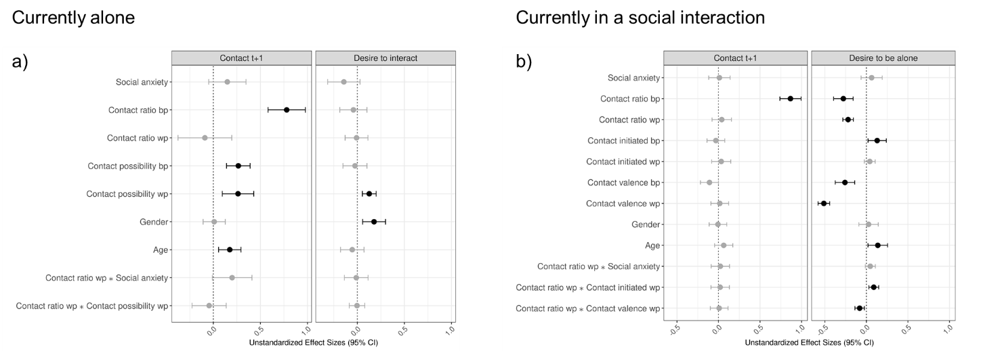 Currently alone
Currently in a social interaction
a)
Contact t+1
Desire to interact
Social anxiety
Contact ratio bp
Contact ratio wp
Contact possibility bp
Contact possibility wp
Gender
Age
Contact ratio wp * Social anxiety
Contact ratio wp * Contact possibility wp
0.0 0.5 1.0 0.0 0.5 1.0
Unstandardized Effect Sizes (95% CI)
b)
Contact t+1
Desire to be alone
Social anxiety
Contact ratio bp
Contact ratio wp
Contact initiated bp
Contact initiated wp
Contact valence bp
Contact valence wp
Gender
Age
Contact ratio wp * Social anxiety
Contact ratio wp * Contact initiated wp
Contact ratio wp * Contact valence wp
-0.5 0.0 0.5 1.0 -0.5 0.0 0.5 1.0
Unstandardized Effect Sizes (95% CI)